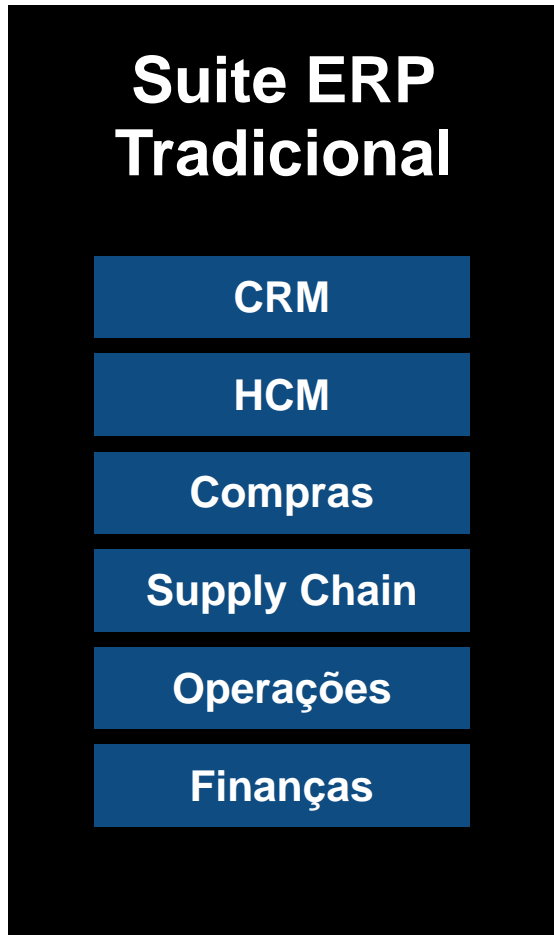 Suite ERP
Tradicional
CRM
HCM
Compras
Supply Chain
Operações
Finanças